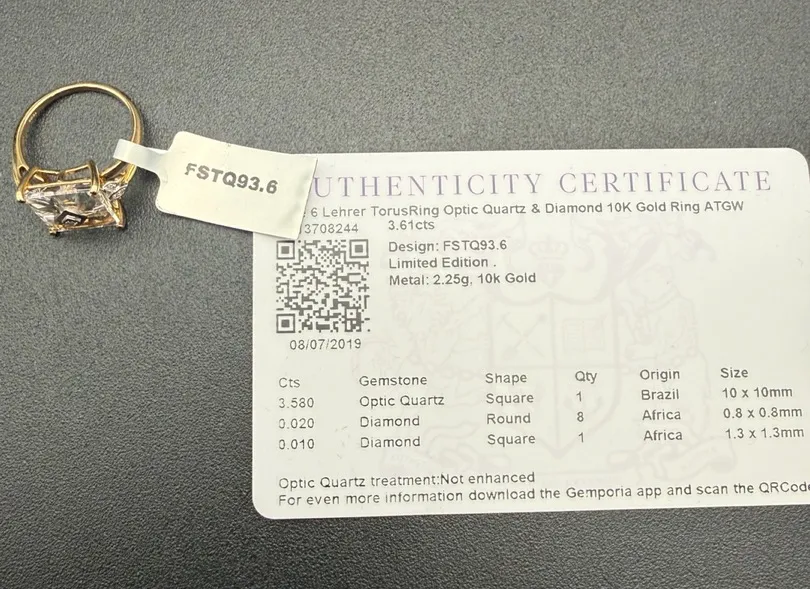 FSTQ93.6
UTHENTICITY CERTIFICATE
: 6 Lehrer TorusRing Optic Quartz & Diamond 10K Gold Ring ATGW
3708244 3.61cts
Design: FSTQ93.6
Limited Edition .
Metal: 2.25g, 10k Gold
08/07/2019
Cts Gemstone Shape Qty Origin Size
3.580 Optic Quartz Square 1 Brazil 10 x 10mm
0.020 Diamond Round 8 Africa 0.8 x 0.8mm
0.010 Diamond Square 1 Africa 1.3 x 1.3mm
Optic Quartz treatment:Not enhanced
For even more information download the Gemporia app and scan the QRCode